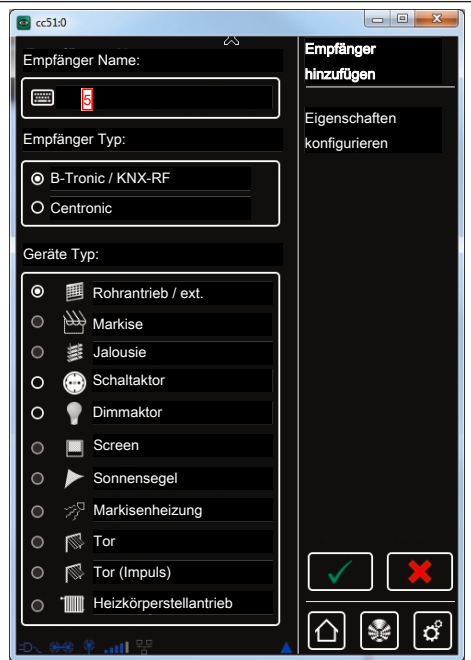 cc51:0
Empfänger Name:
5
Empfänger Typ:
B-Tronic / KNX-RF
Centronic
Geräte Typ:
Rohrantrieb / ext.
Markise
Jalousie
Schaltaktor
Dimmaktor
Screen
Sonnensegel
Markisenheizung
Tor
Tor (Impuls)
Heizkörperstellantrieb
Empfänger
hinzufügen
Eigenschaften
konfigurieren